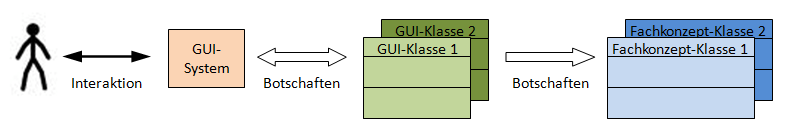 Interaktion
GUI-
System
Botschaften
GUI-Klasse 2
GUI-Klasse 1
Botschaften
Fachkonzept-Klasse 2
Fachkonzept-Klasse 1